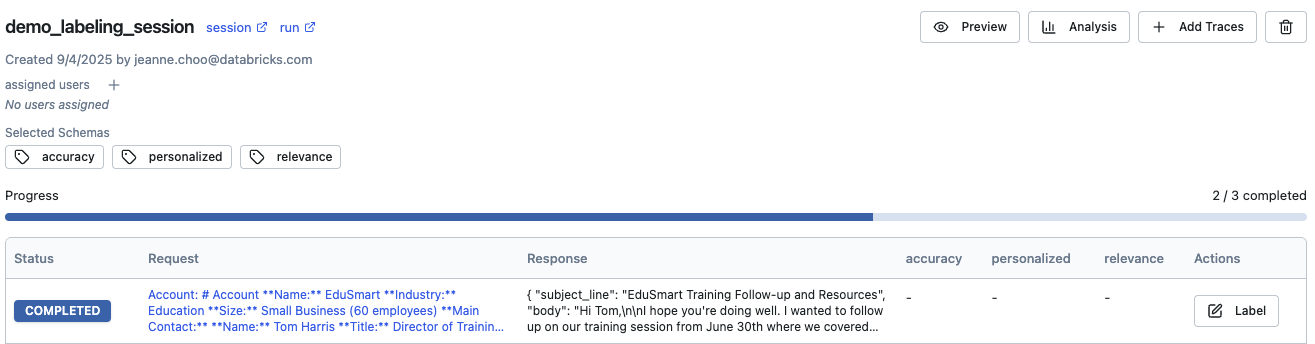 demo_labeling_session session run Preview Analysis Add Traces
Created 9/4/2025 by jeanne.choo@databricks.com
assigned users
No users assigned
Selected Schemas
accuracy personalized relevance
Progress 2 / 3 completed
Status Request Response accuracy personalized relevance Actions
COMPLETED
Account: # Account **Name:** EduSmart **Industry:**
Education **Size:** Small Business (60 employees) **Main
Contact:** **Name:** Tom Harris **Title:** Director of Trainin...
{ "subject_line": "EduSmart Training Follow-up and Resources",
"body": "Hi Tom,\n\nI hope you're doing well. I wanted to follow
up on our training session from June 30th where we covered...
- - -
Label